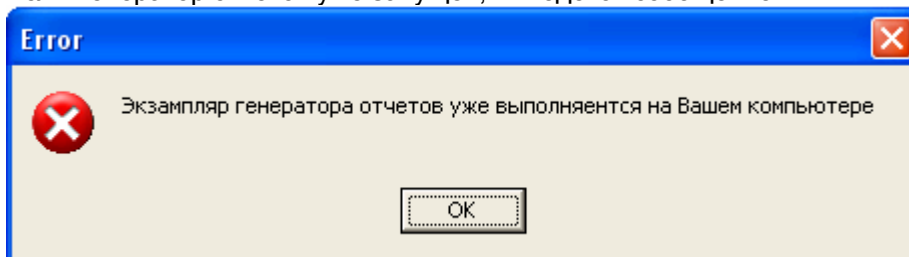 Error
Экзампляр генератора отчетов уже выполняентся на Вашем компьютере
OK